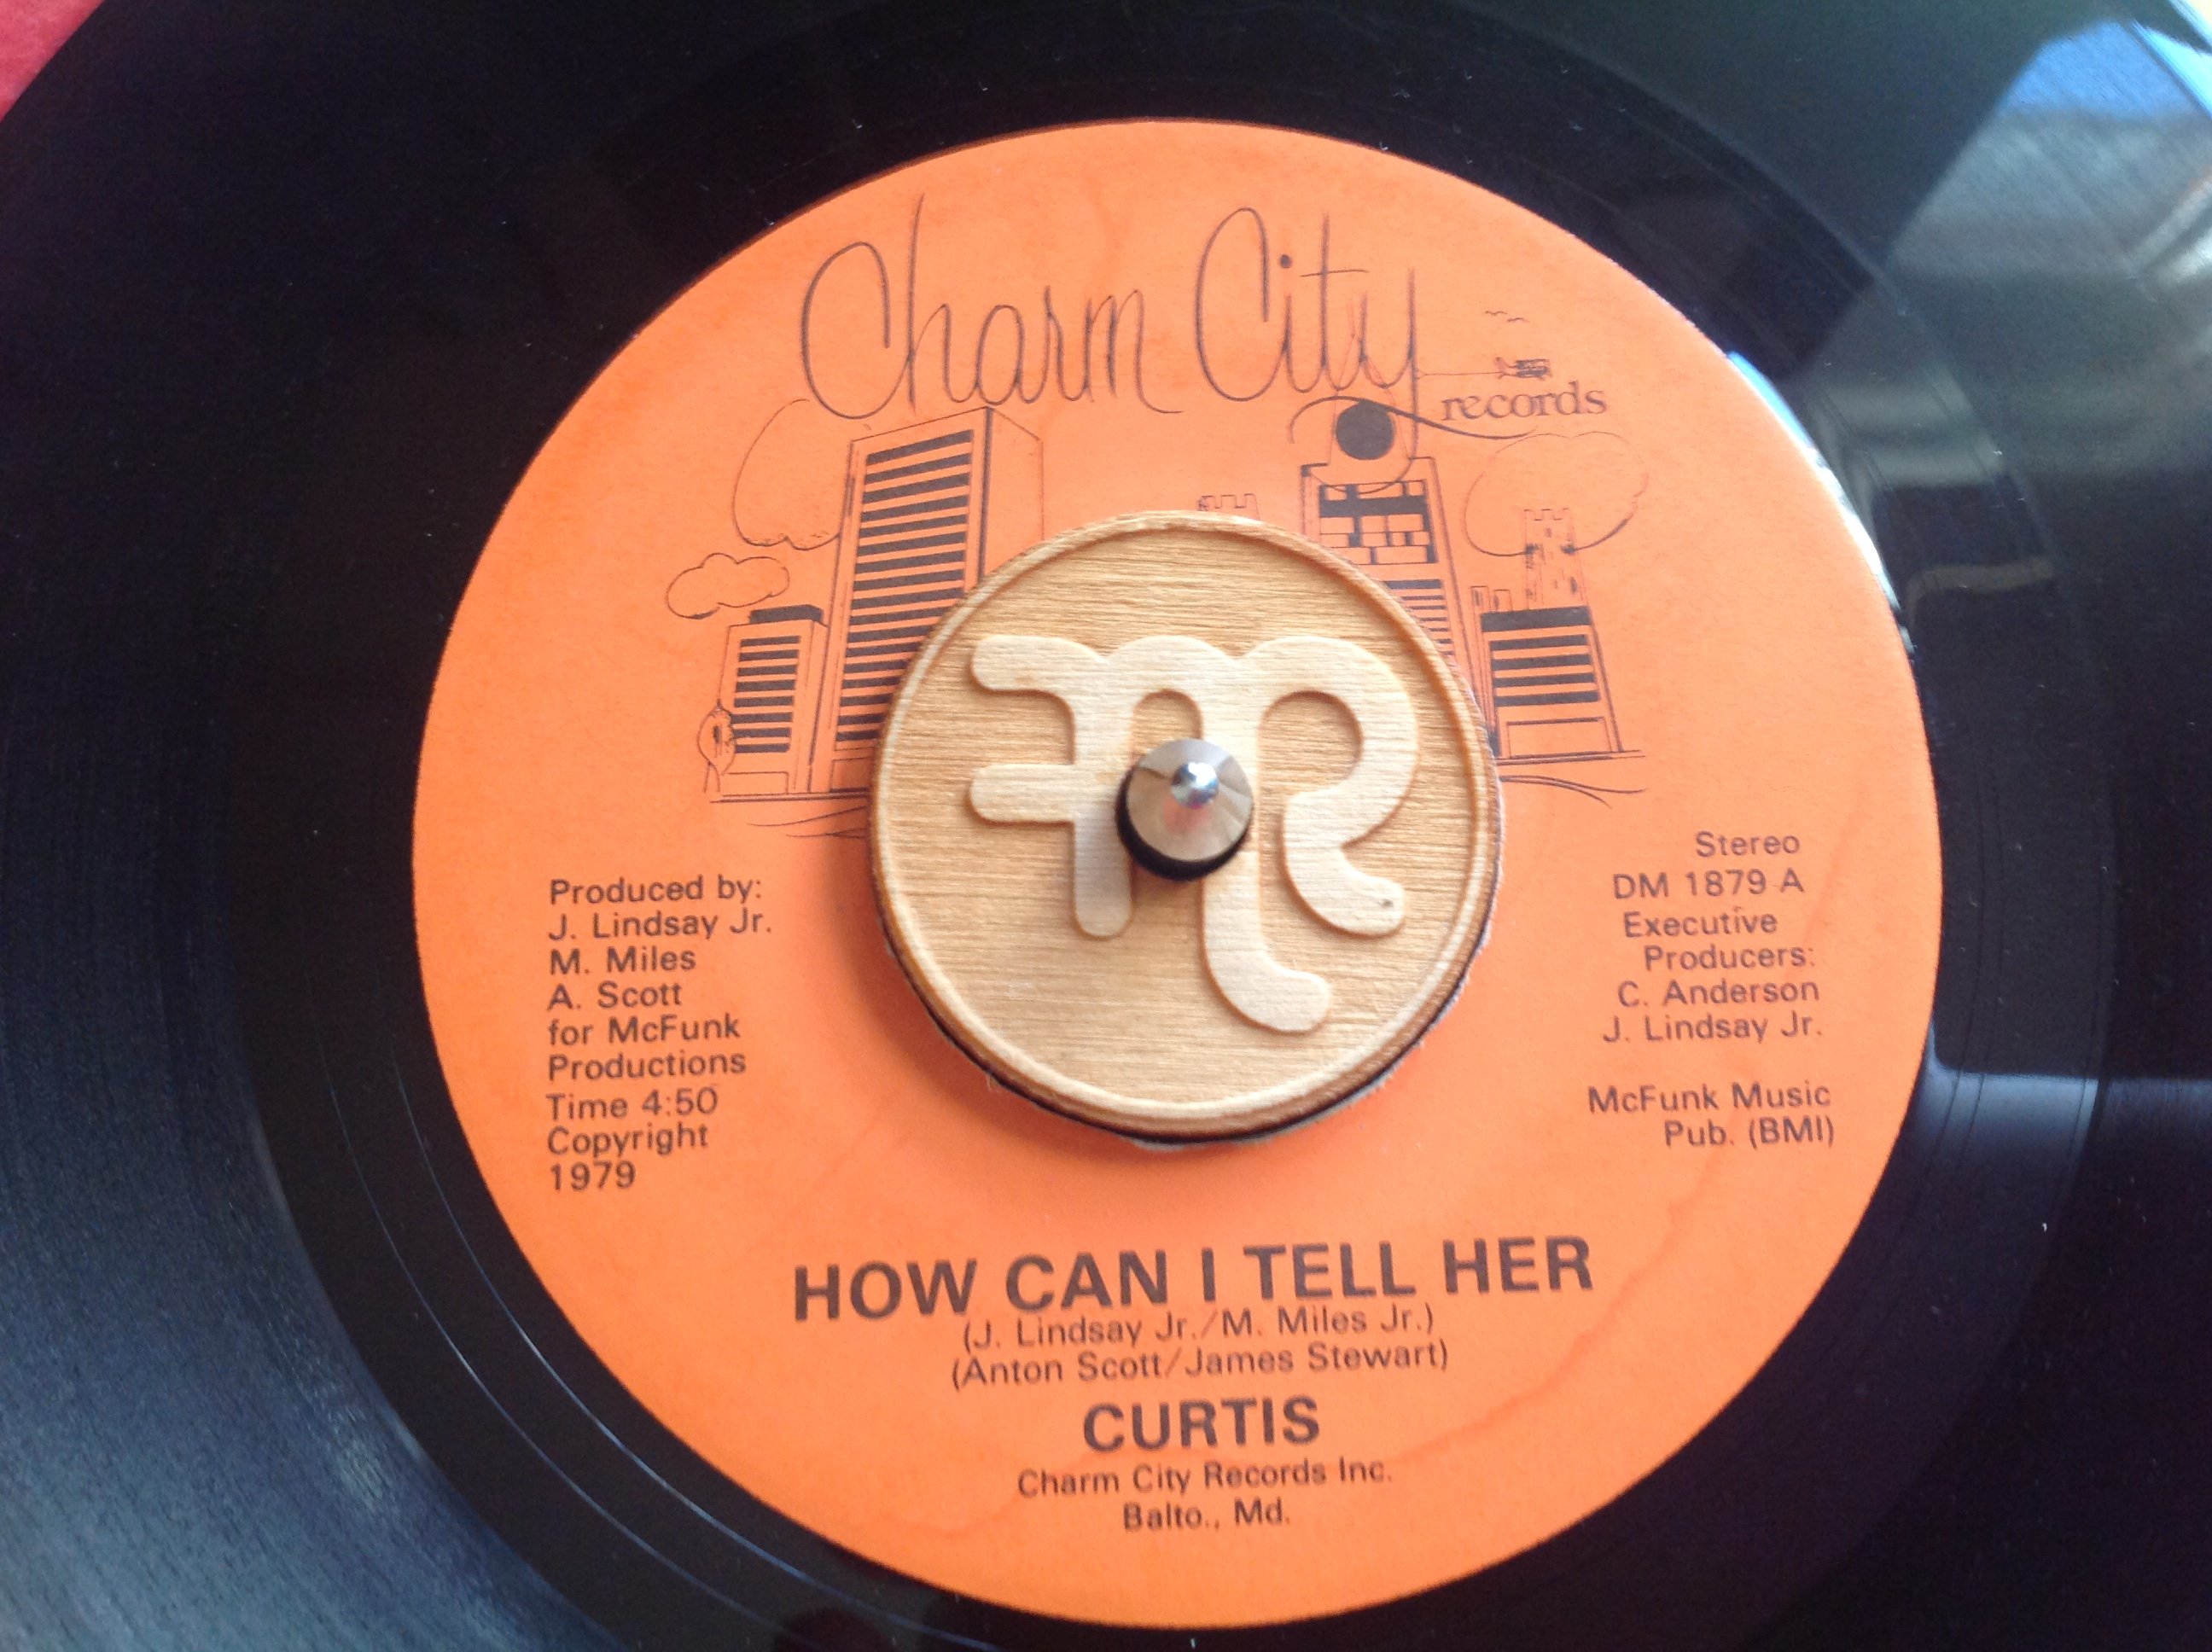 Charm City
records
Produced by:
J. Lindsay Jr.
M. Miles
A. Scott
for McFunk
Productions
Time 4:50
Copyright
1979
Stereo
DM 1879 A
Executive
Producers:
C. Anderson
J. Lindsay Jr.
McFunk Music
Pub. (BMI)
HOW CAN I TELL HER
(J. Lindsay Jr./M. Miles Jr.)
(Anton Scott/James Stewart)
CURTIS
Charm City Records Inc.
Balto., Md.